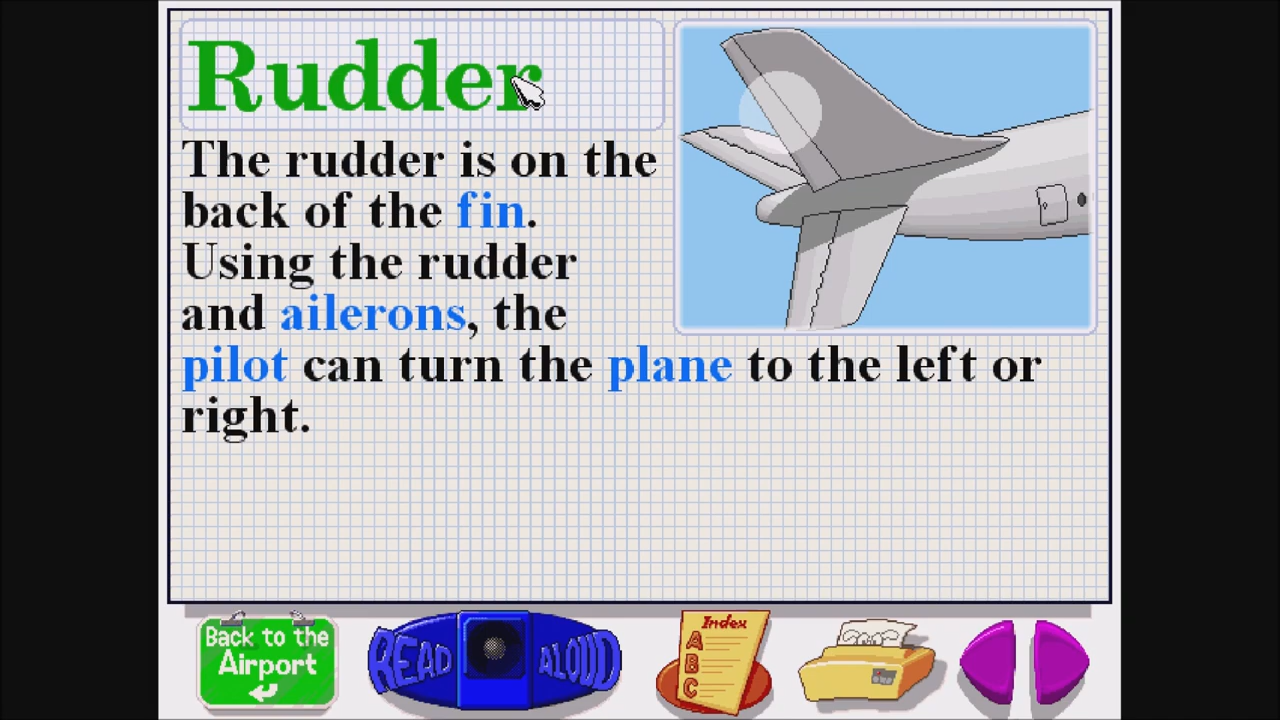 Rudder
The rudder is on the
back of the fin.
Using the rudder
and ailerons, the
pilot can turn the plane to the left or
right.
Back to the
Airport
READ ALOUD
Index
A
B
C